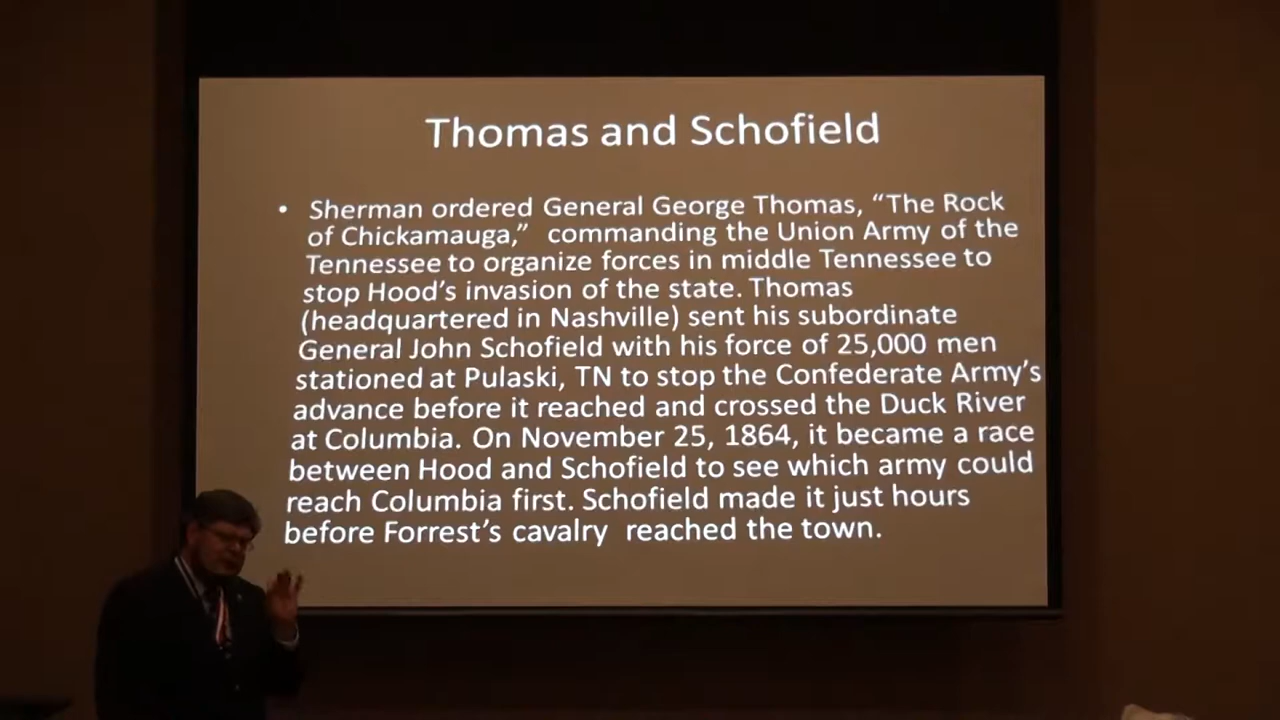 Thomas and Schofield
• Sherman ordered General George Thomas, “The Rock
of Chickamauga,” commanding the Union Army of the
Tennessee to organize forces in middle Tennessee to
stop Hood’s invasion of the state. Thomas
(headquartered in Nashville) sent his subordinate
General John Schofield with his force of 25,000 men
stationed at Pulaski, TN to stop the Confederate Army’s
advance before it reached and crossed the Duck River
at Columbia. On November 25, 1864, it became a race
between Hood and Schofield to see which army could
reach Columbia first. Schofield made it just hours
before Forrest’s cavalry reached the town.